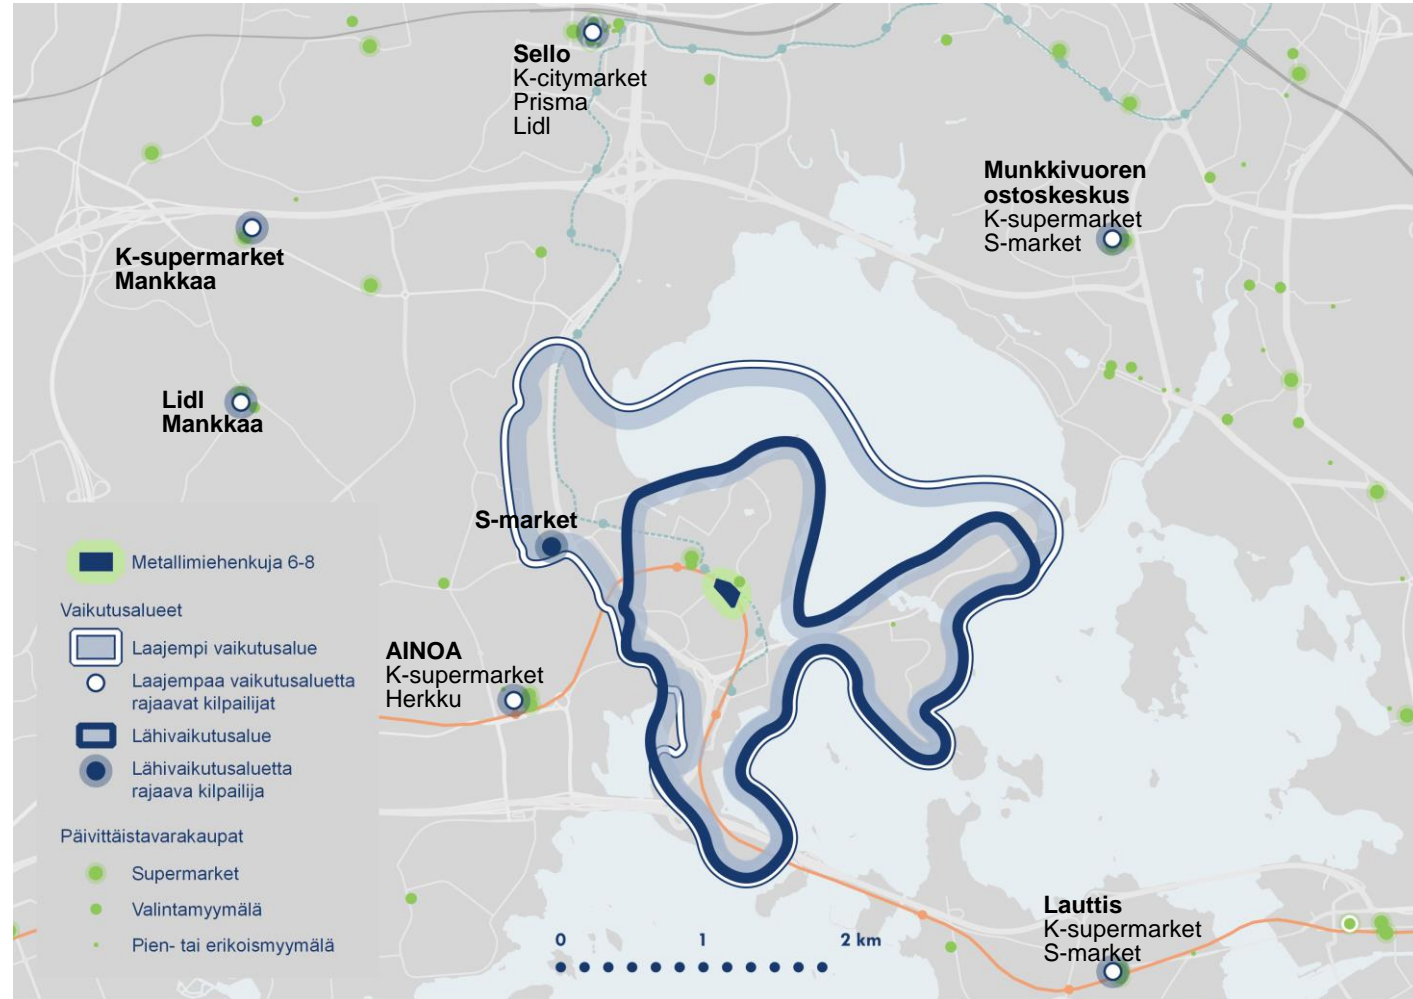 Sello
K-citymarket
Prisma
Lidl
Munkkivuoren
ostoskeskus
K-supermarket
S-market
K-supermarket
Mankkaa
Lidl
Mankkaa
S-market
AINOA
K-supermarket
Herkku
Lauttis
K-supermarket
S-market
Metallimiehenkuja 6-8
Vaikutusalueet
Laajempi vaikutusalue
Laajempaa vaikutusaluetta
rajaavat kilpailijat
Lähivaikutusalue
Lähivaikutusaluetta
rajaava kilpailija
Päivittäistavarakaupat
Supermarket
Valintamyymälä
Pien- tai erikoismyymälä
0 1 2 km